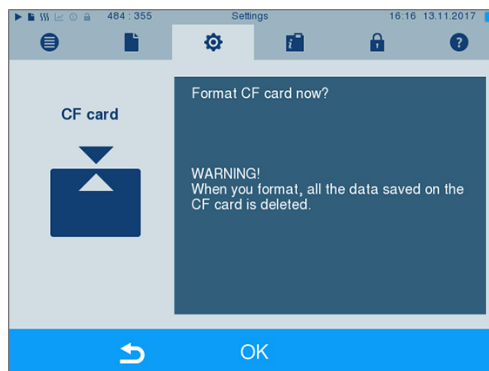 484 : 355 Settings 16:16 13.11.2017
CF card
Format CF card now?
WARNING!
When you format, all the data saved on the
CF card is deleted.
OK